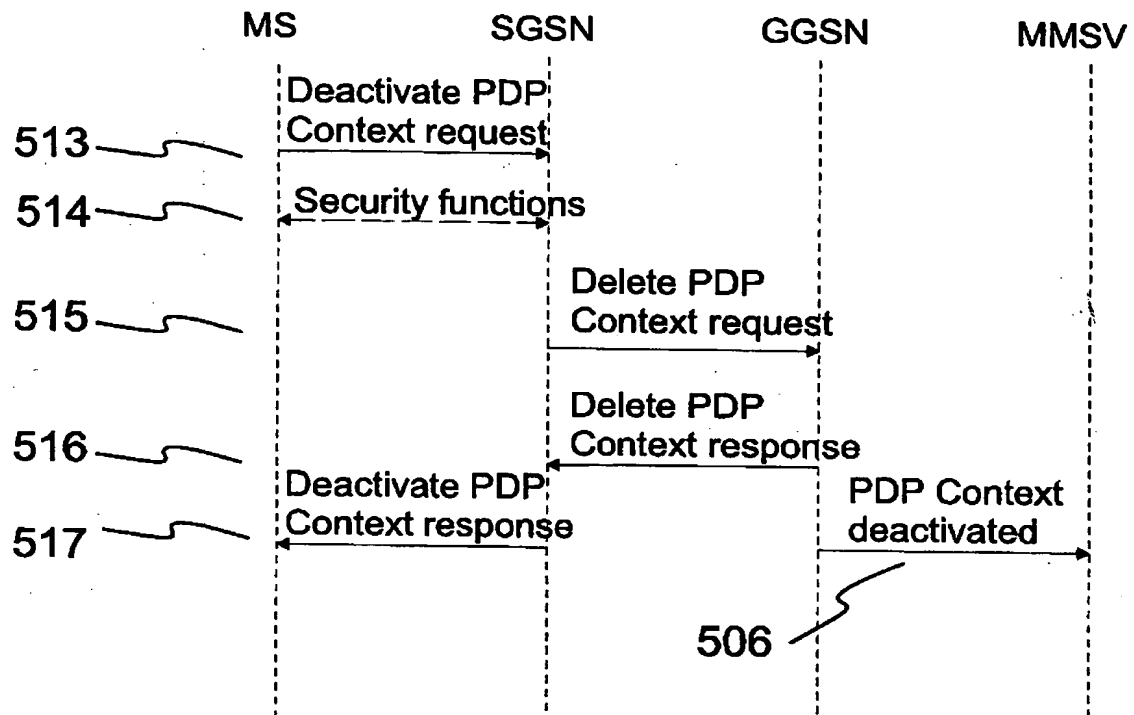 MS SGSN GGSN MMSV
Deactivate PDP
Context request
513
Security functions
514
Delete PDP
Context request
515
Delete PDP
Context response
516
Deactivate PDP
Context response
517
PDP Context
deactivated
506